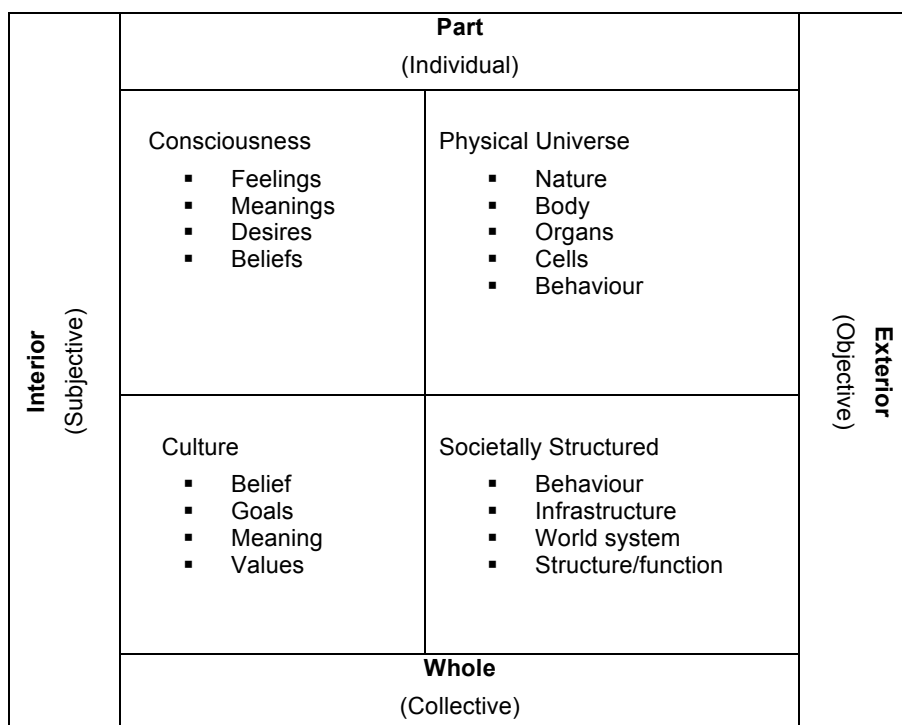 Part
(Individual)
Interior
(Subjective)
Consciousness
▪ Feelings
▪ Meanings
▪ Desires
▪ Beliefs
Physical Universe
▪ Nature
▪ Body
▪ Organs
▪ Cells
▪ Behaviour
Exterior
(Objective)
Culture
▪ Belief
▪ Goals
▪ Meaning
▪ Values
Societally Structured
▪ Behaviour
▪ Infrastructure
▪ World system
▪ Structure/function
Whole
(Collective)